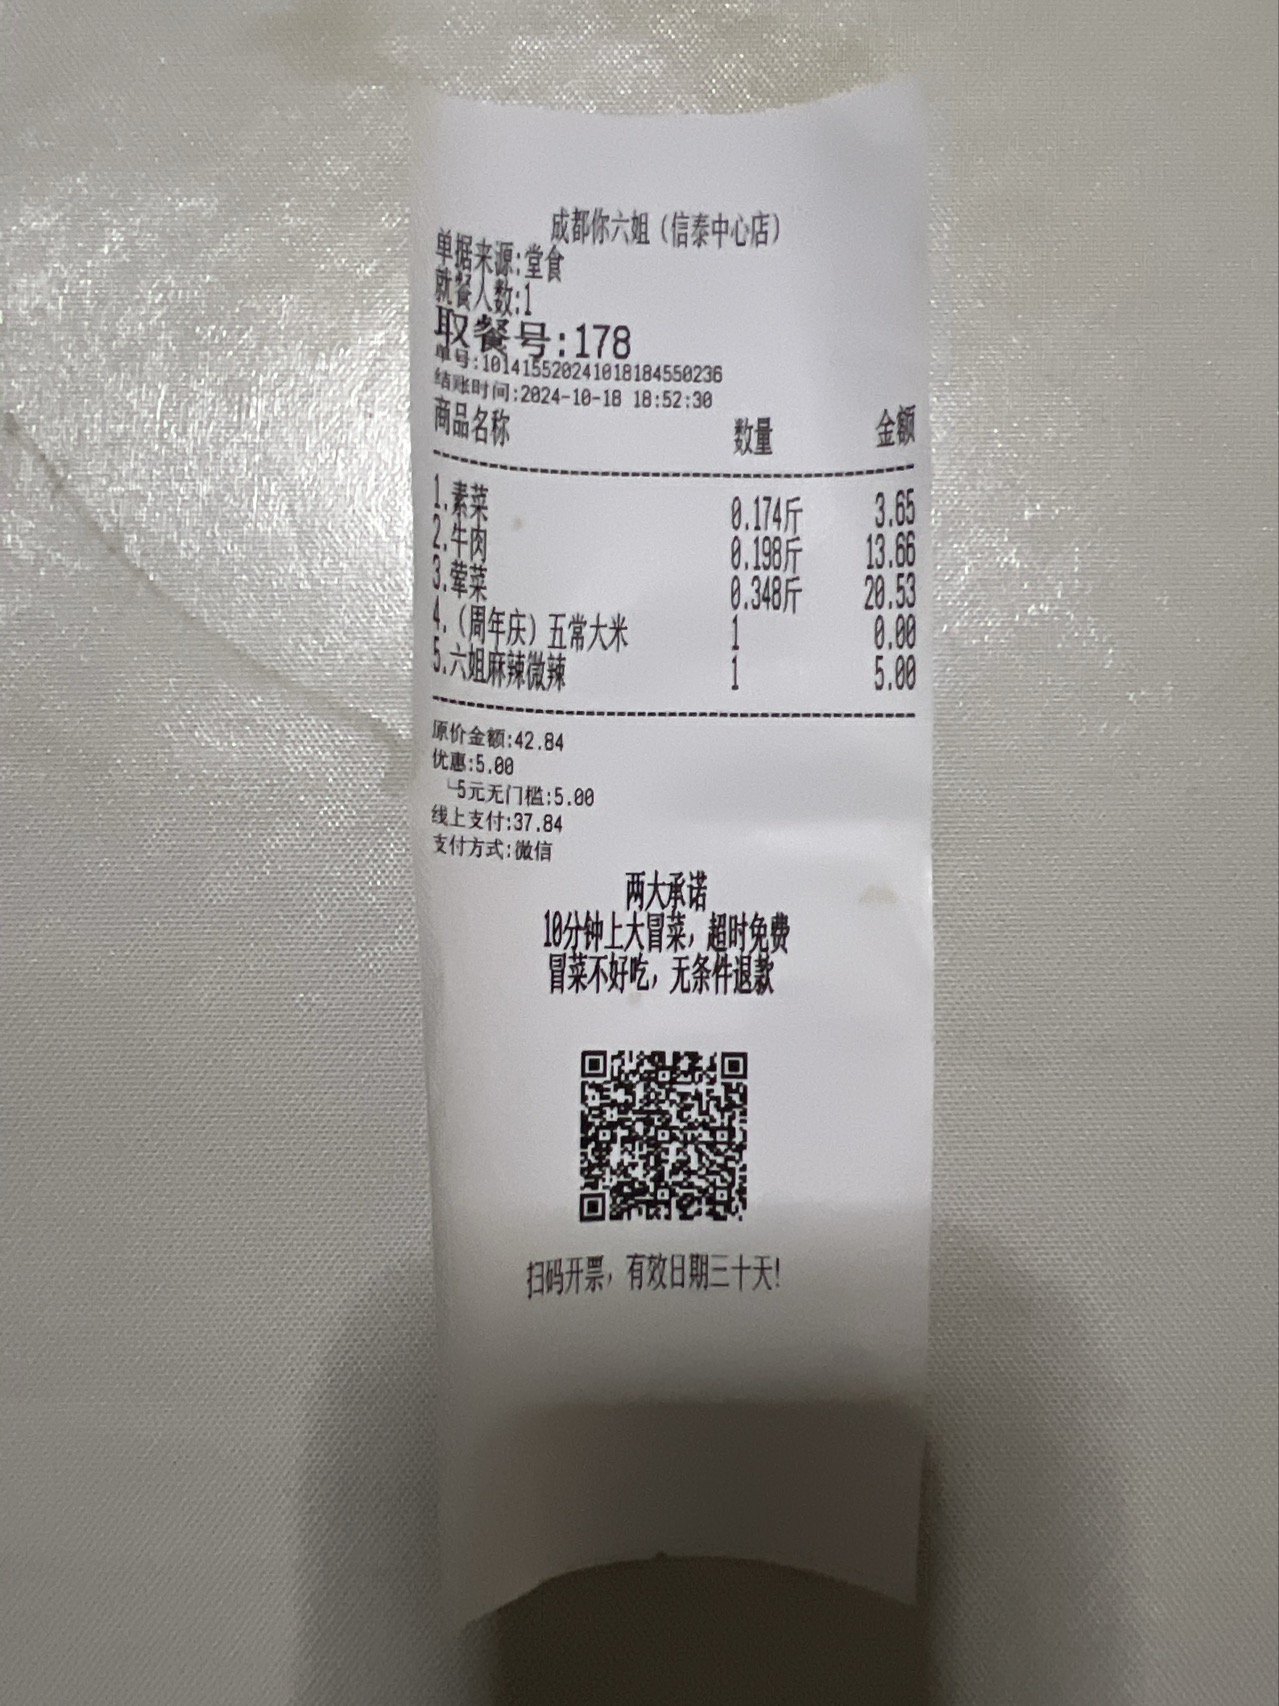 成都你六姐（信泰中心店）
单据来源:堂食
就餐人数:1
取餐号:178
单号:101415520241018184550236
结账时间:2024-10-18 18:52:30
商品名称 数量 金额
1.素菜 0.174斤 3.65
2.牛肉 0.198斤 13.66
3.荤菜 0.348斤 20.53
4.（周年庆）五常大米 1 0.00
5.六姐麻辣微辣 1 5.00
原价金额:42.84
优惠:5.00
└5元无门槛:5.00
线上支付:37.84
支付方式:微信
两大承诺
10分钟上大冒菜，超时免费
冒菜不好吃，无条件退款
扫码开票，有效日期三十天!